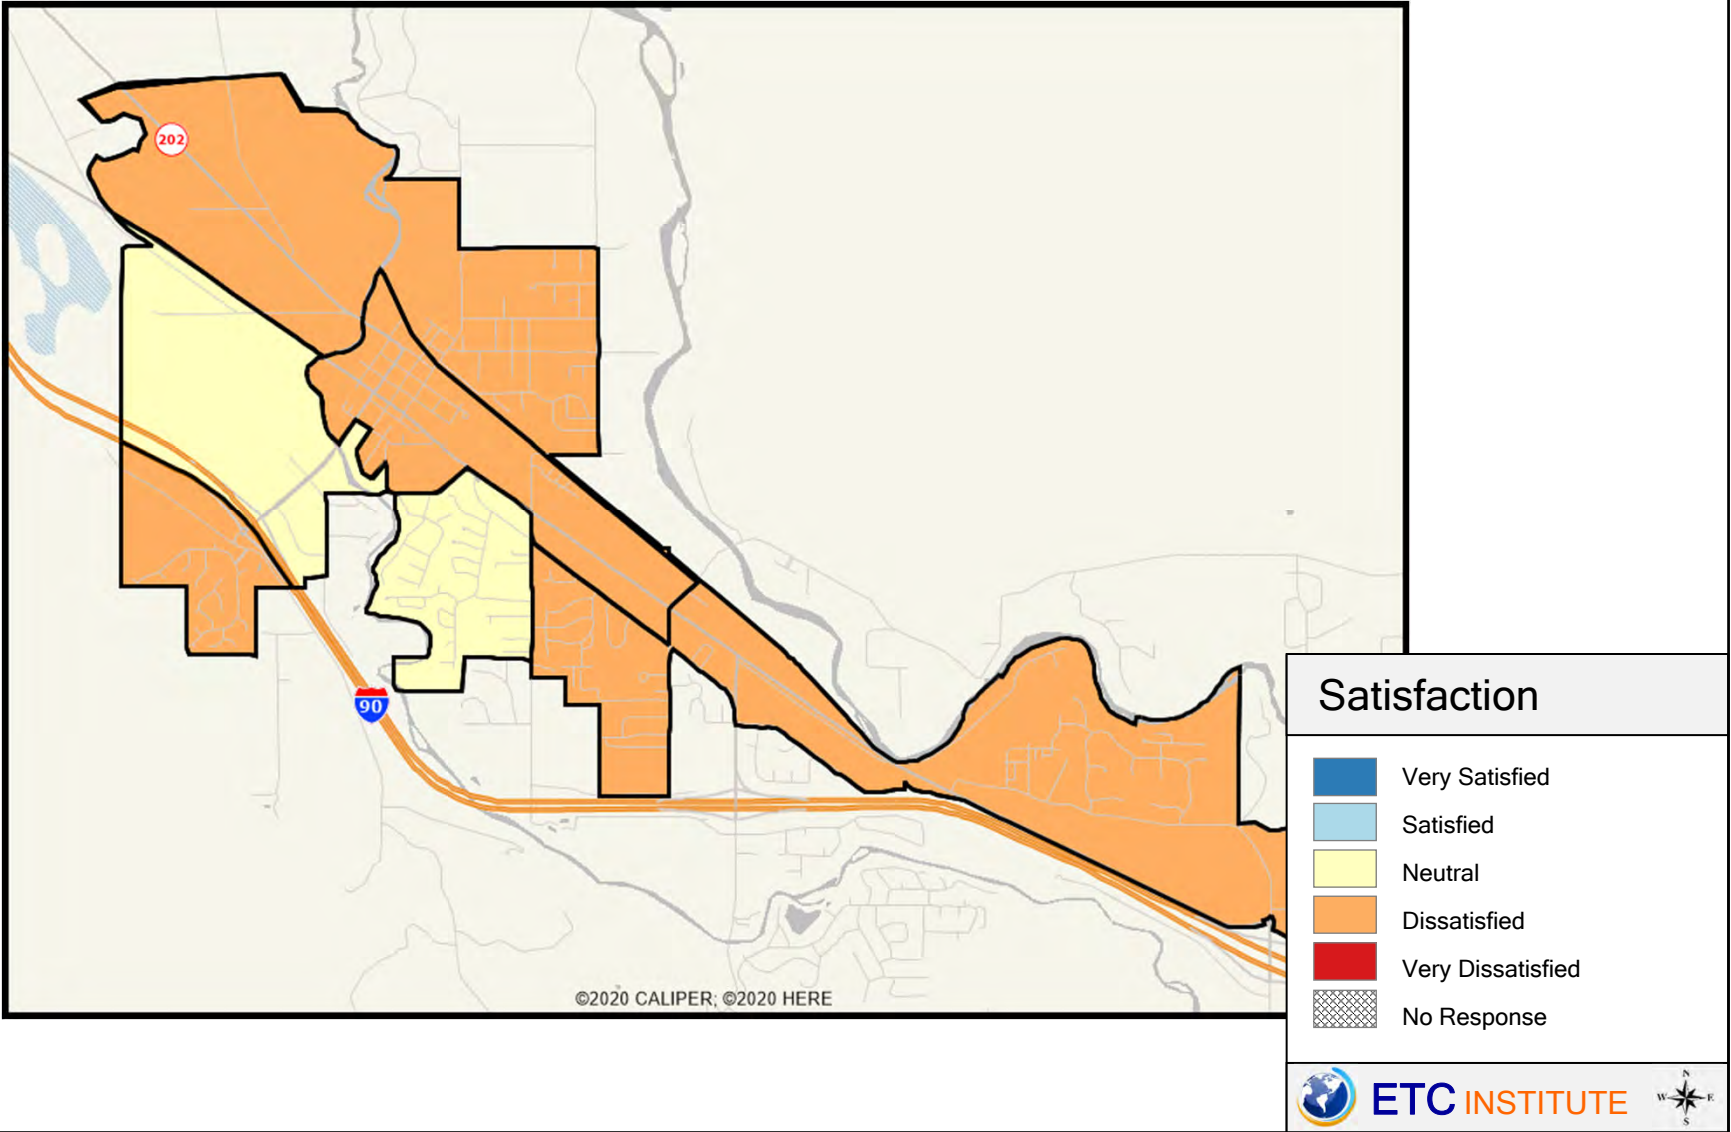 202
90
©2020 CALIPER; ©2020 HERE
Satisfaction
Very Satisfied
Satisfied
Neutral
Dissatisfied
Very Dissatisfied
No Response
ETC INSTITUTE
N
W E
S